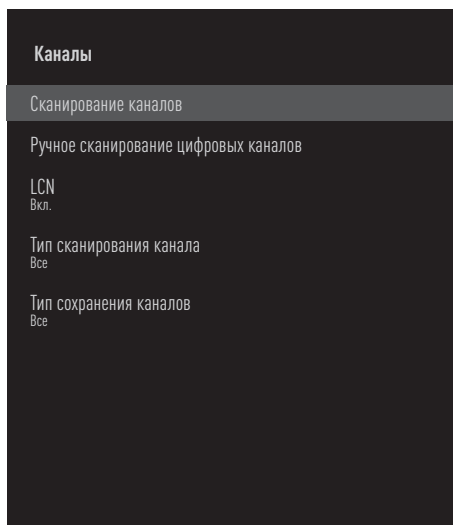 Каналы
Сканирование каналов
Ручное сканирование цифровых каналов
LCN
Вкл.
Тип сканирования канала
Все
Тип сохранения каналов
Все